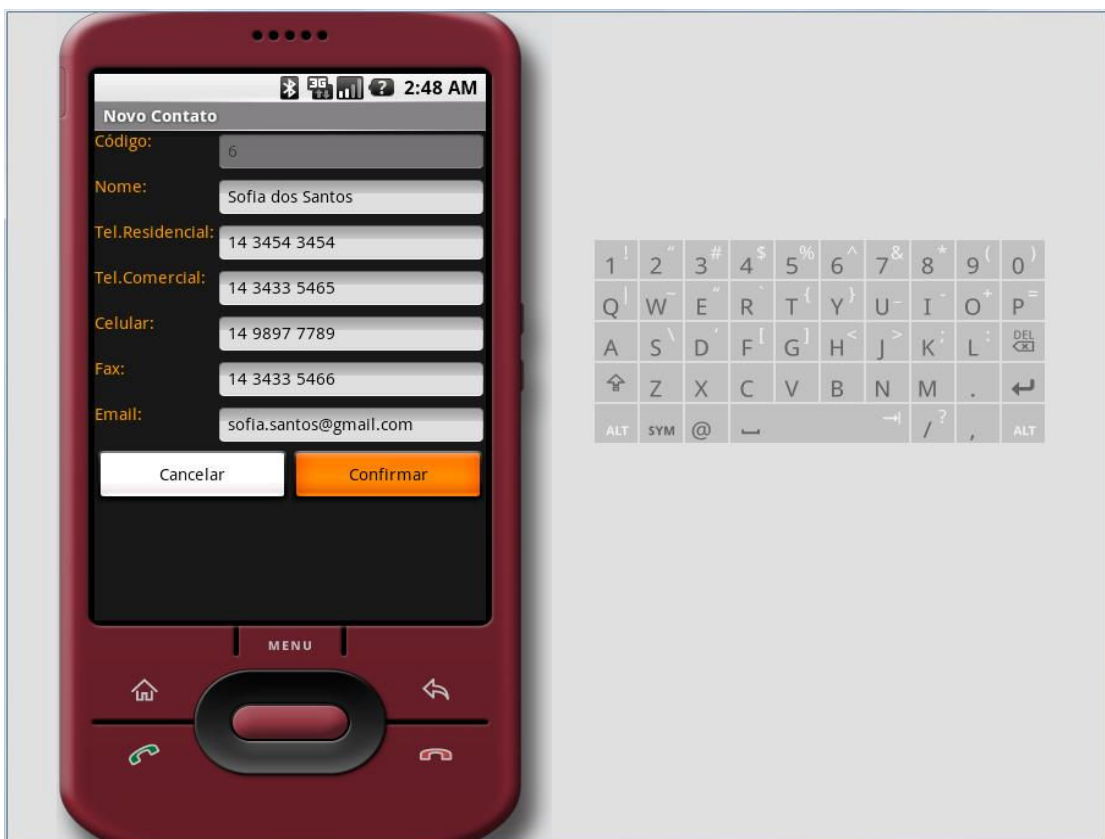 2:48 AM
Novo Contato
Código: 6
Nome: Sofia dos Santos
Tel.Residencial: 14 3454 3454
Tel.Comercial: 14 3433 5465
Celular: 14 9897 7789
Fax: 14 3433 5466
Email: sofia.santos@gmail.com
Cancelar Confirmar
MENU
1 ! 2 " 3 # 4 $ 5 % 6 ^ 7 & 8 * 9 ( 0 )
Q | W ~ E " R ` T { Y } U _ I - O + P =
A S \ D ' F [ G ] H < J > K ; L : DEL
Z X C V B N M .
ALT SYM @ / ? , ALT